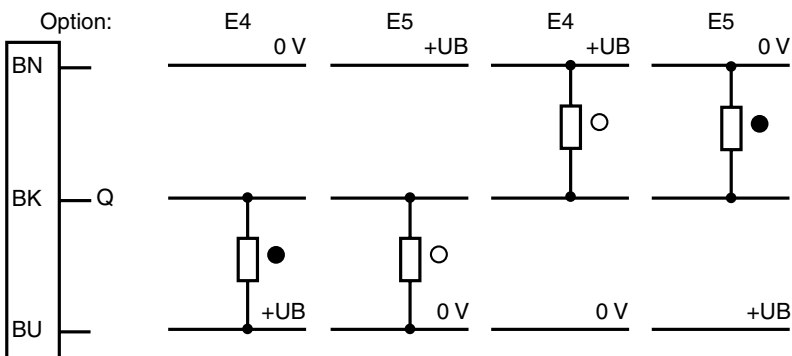 Option: E4 E5 E4 E5
0 V +UB +UB 0 V
BN
BK Q
+UB 0 V 0 V +UB
BU